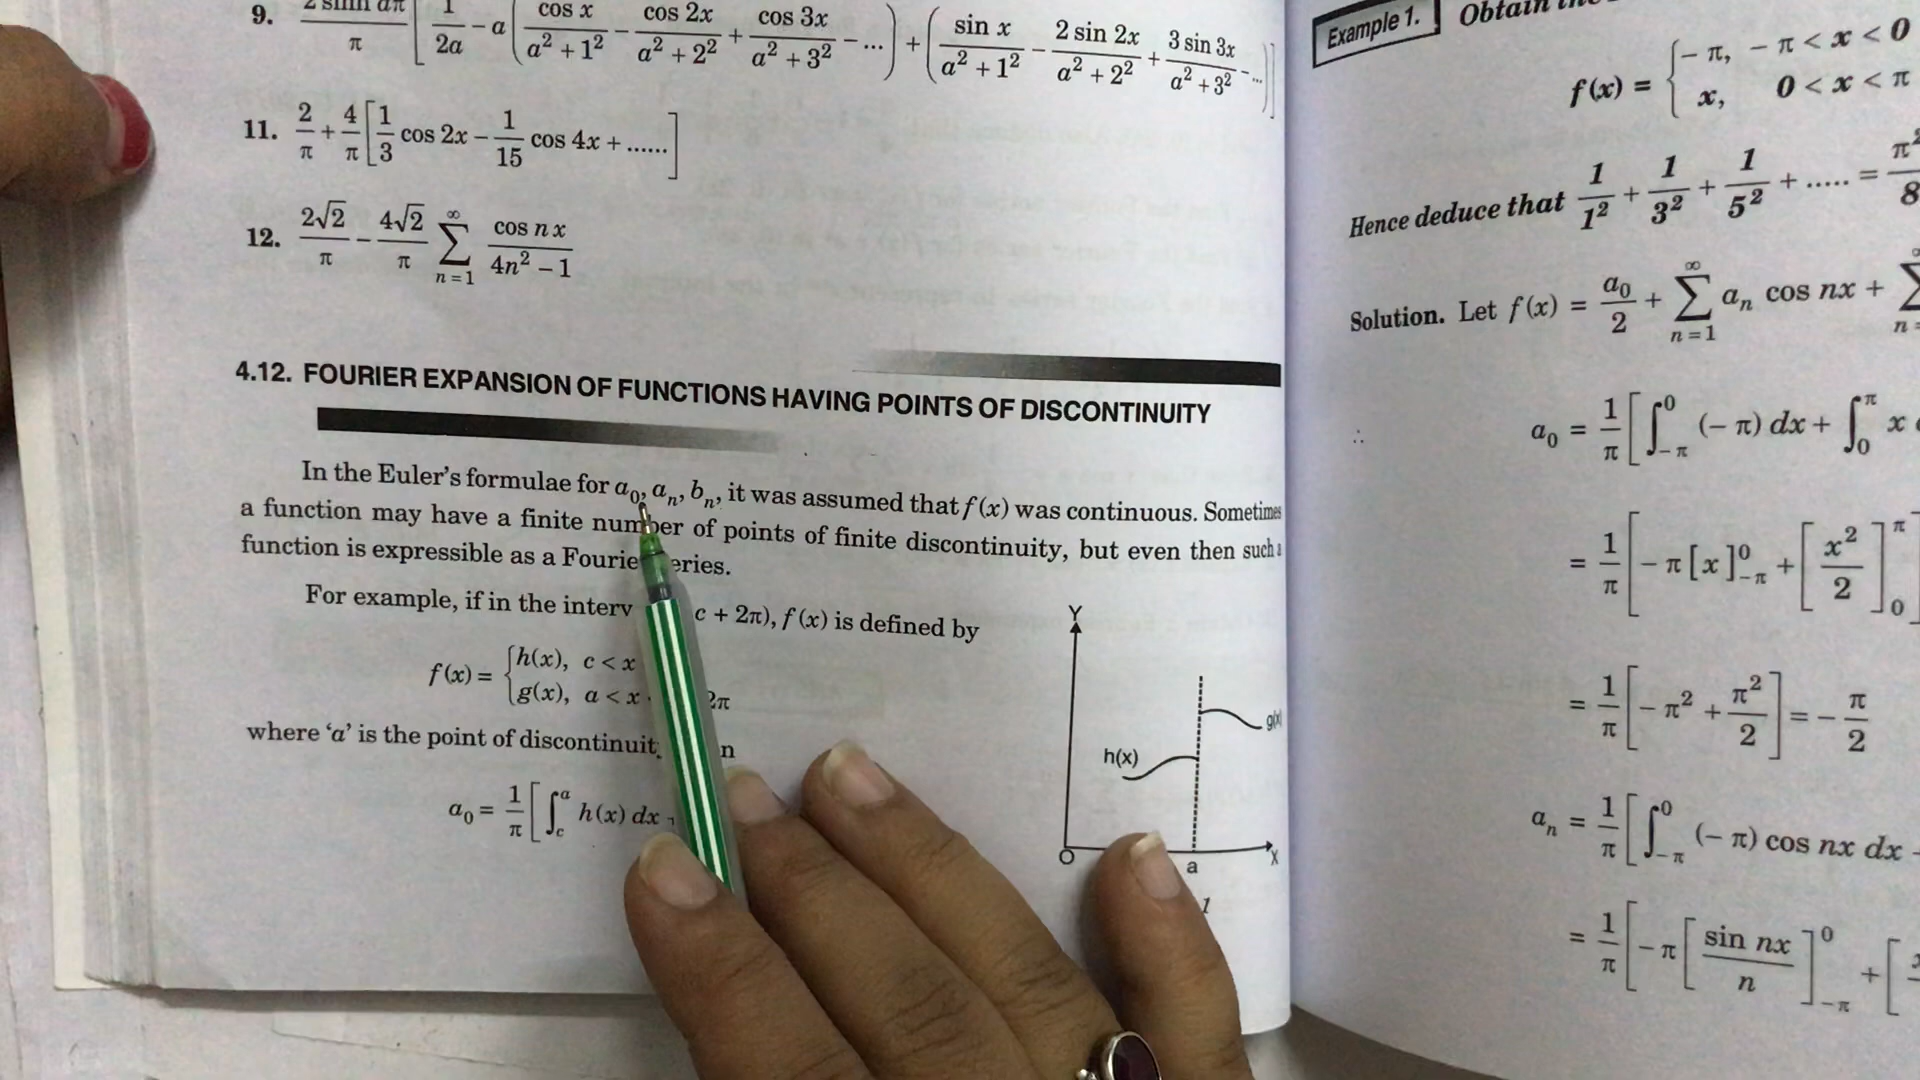 9. 2 sinh aπ/π [1/2a − a(cos x/a² + 1² − cos 2x/a² + 2² + cos 3x/a² + 3² − ...) + (sin x/a² + 1² − 2 sin 2x/a² + 2² + 3 sin 3x/a² + 3² − ...)]
11. 2/π + 4/π [1/3 cos 2x − 1/15 cos 4x + ......]
12. 2√2/π − 4√2/π ∑ n=1 ∞ cos nx/4n² − 1
4.12. FOURIER EXPANSION OF FUNCTIONS HAVING POINTS OF DISCONTINUITY
In the Euler's formulae for a₀, aₙ, bₙ, it was assumed that f(x) was continuous. Sometimes
a function may have a finite number of points of finite discontinuity, but even then such a
function is expressible as a Fourier series.
For example, if in the c + 2π), f(x) is defined by
f(x) = { h(x), c < x
g(x), a < x 2π
where 'a' is the point of
a₀ = 1/π [∫ c a h(x) dx
Y
h(x)
g(x)
O
a
X
Example 1. Obtain
f(x) = { − π, − π < x < 0
x, 0 < x < π
Hence deduce that 1/1² + 1/3² + 1/5² + ..... = π²/8
Solution. Let f(x) = a₀/2 + ∑ n=1 ∞ aₙ cos nx + ∑
∴ a₀ = 1/π [∫ −π 0 (− π) dx + ∫ 0 π x
= 1/π [− π [x] −π 0 + [x²/2] 0 π]
= 1/π [− π² + π²/2] = − π/2
aₙ = 1/π [∫ −π 0 (− π) cos nx dx
= 1/π [− π [sin nx/n] −π 0 + [